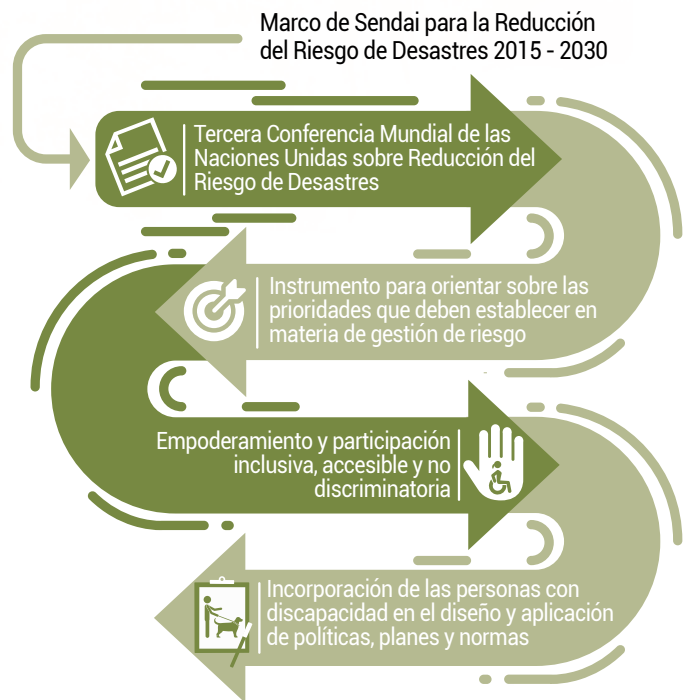 Marco de Sendai para la Reducción
del Riesgo de Desastres 2015 - 2030
Tercera Conferencia Mundial de las
Naciones Unidas sobre Reducción del
Riesgo de Desastres
Instrumento para orientar sobre las
prioridades que deben establecer en
materia de gestión de riesgo
Empoderamiento y participación
inclusiva, accesible y no
discriminatoria
Incorporación de las personas con
discapacidad en el diseño y aplicación
de políticas, planes y normas